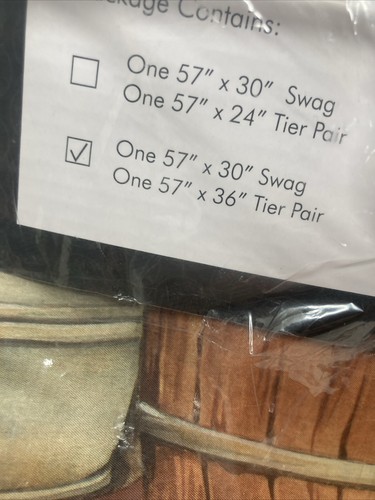 Package Contains:
One 57" x 30" Swag
One 57" x 24" Tier Pair
One 57" x 30" Swag
One 57" x 36" Tier Pair